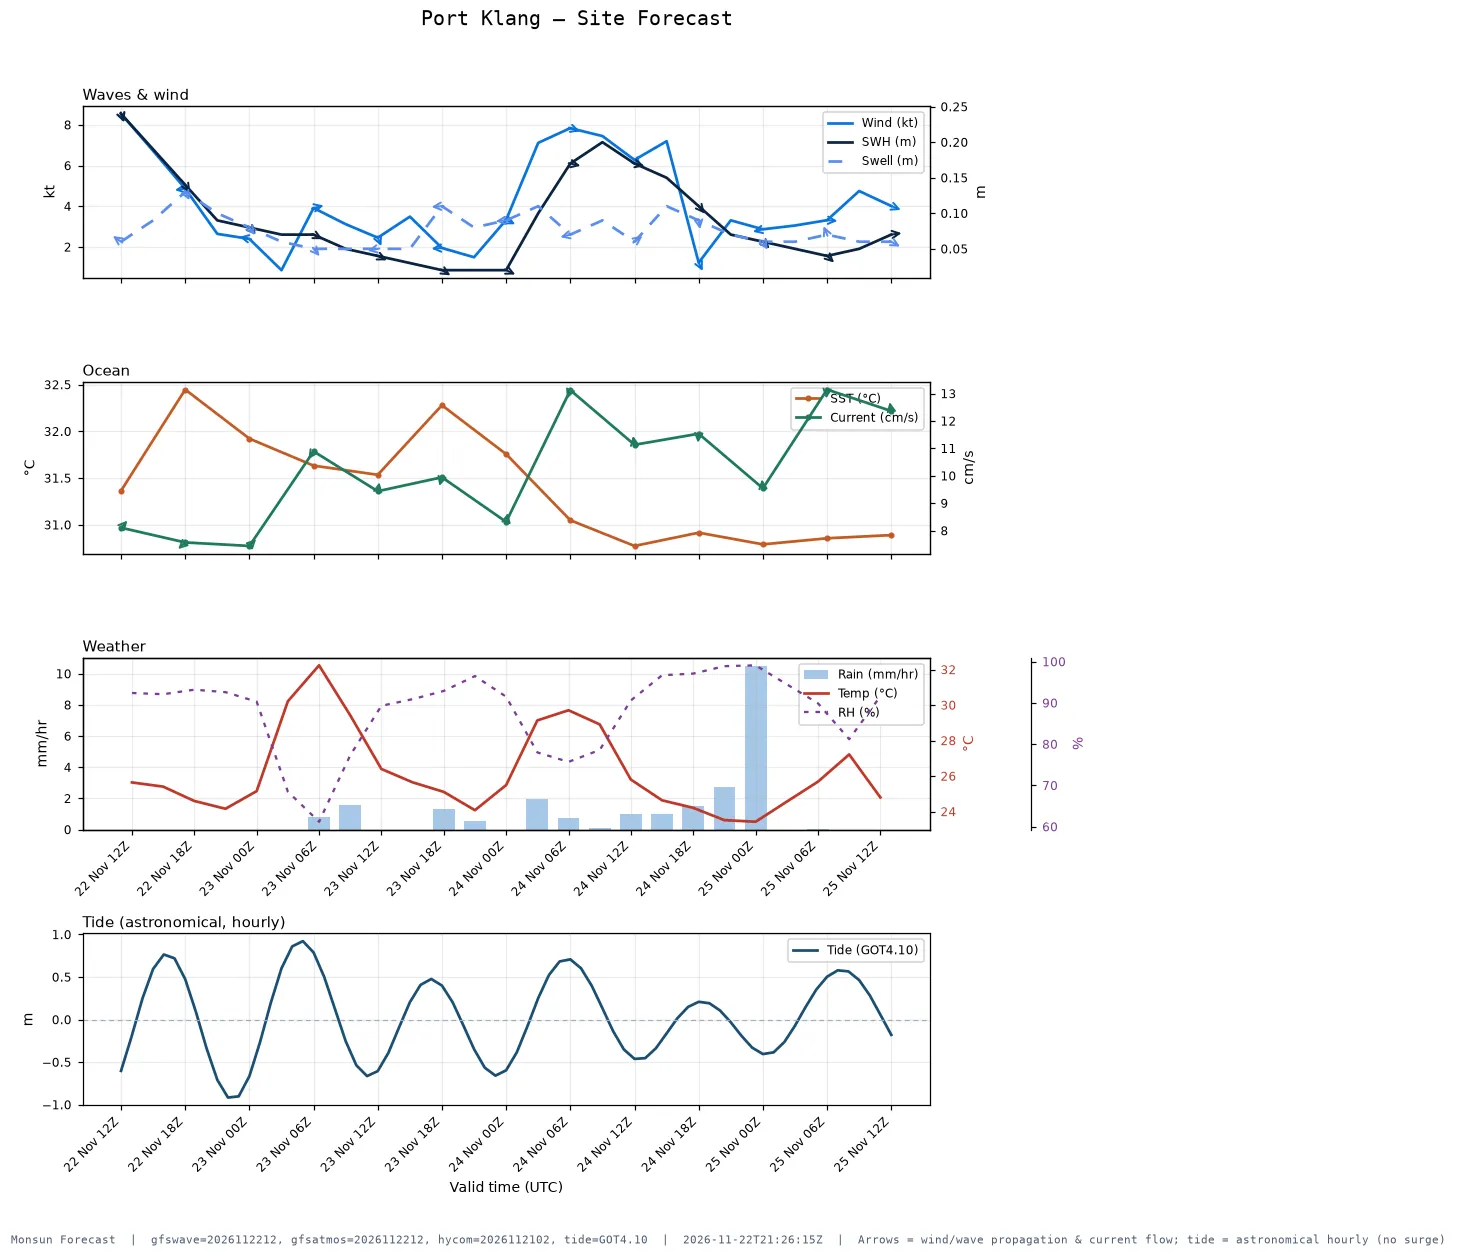 Port Klang — Site Forecast
Waves & wind
8
6
4
2
kt
0.25
0.20
0.15
0.10
0.05
m
Wind (kt)
SWH (m)
Swell (m)
Ocean
32.5
32.0
31.5
31.0
°C
13
12
11
10
9
8
cm/s
SST (°C)
Current (cm/s)
Weather
10
8
6
4
2
0
mm/hr
32
30
28
26
24
°C
100
90
80
70
60
%
Rain (mm/hr)
Temp (°C)
RH (%)
22 Nov 12Z
22 Nov 18Z
23 Nov 00Z
23 Nov 06Z
23 Nov 12Z
23 Nov 18Z
24 Nov 00Z
24 Nov 06Z
24 Nov 12Z
24 Nov 18Z
25 Nov 00Z
25 Nov 06Z
25 Nov 12Z
Tide (astronomical, hourly)
1.0
0.5
0.0
−0.5
−1.0
m
Tide (GOT4.10)
22 Nov 12Z
22 Nov 18Z
23 Nov 00Z
23 Nov 06Z
23 Nov 12Z
23 Nov 18Z
24 Nov 00Z
24 Nov 06Z
24 Nov 12Z
24 Nov 18Z
25 Nov 00Z
25 Nov 06Z
25 Nov 12Z
Valid time (UTC)
Monsun Forecast | gfswave=2026112212, gfsatmos=2026112212, hycom=2026112102, tide=GOT4.10 | 2026-11-22T21:26:15Z | Arrows = wind/wave propagation & current flow; tide = astronomical hourly (no surge)